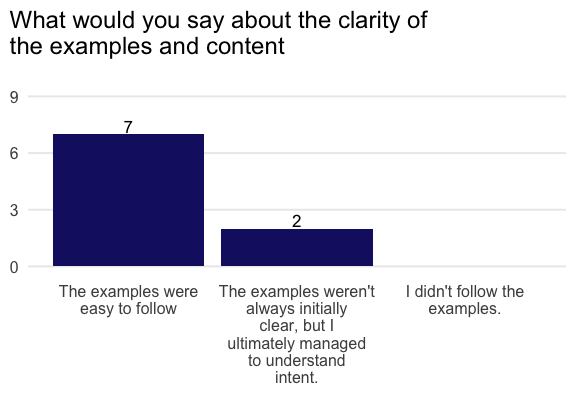 What would you say about the clarity of
the examples and content
9
6
3
0
7
2
The examples were
easy to follow
The examples weren't
always initially
clear, but I
ultimately managed
to understand
intent.
I didn't follow the
examples.